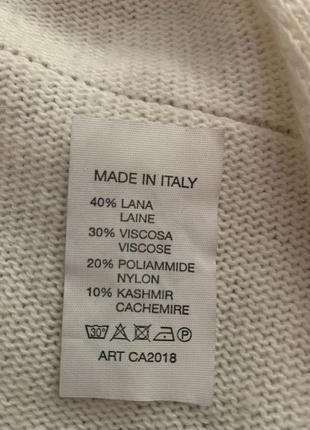 MADE IN ITALY
40% LANA
LAINE
30% VISCOSA
VISCOSE
20% POLIAMMIDE
NYLON
10% KASHMIR
CACHEMIRE
30° P
ART CA2018